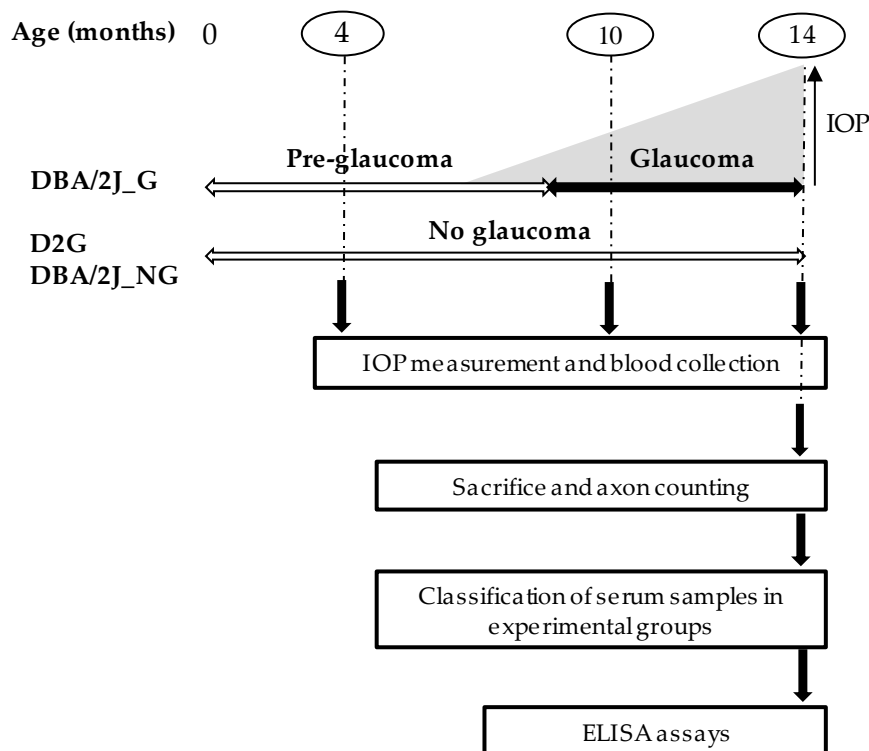 Age (months) 0 4 10 14
IOP
Pre-glaucoma Glaucoma
DBA/2J_G
No glaucoma
D2G
DBA/2J_NG
IOP measurement and blood collection
Sacrifice and axon counting
Classification of serum samples in
experimental groups
ELISA assays